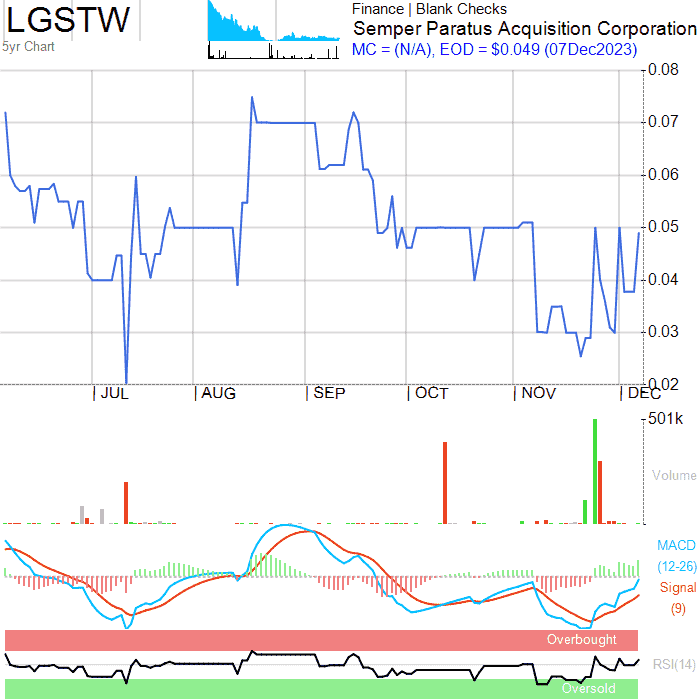 LGSTW
5yr Chart
Finance | Blank Checks
Semper Paratus Acquisition Corporation
MC = (N/A), EOD = $0.049 (07Dec2023)
0.08
0.07
0.06
0.05
0.04
0.03
0.02
JUL AUG SEP OCT NOV DEC
501k
Volume
MACD
(12-26)
Signal
(9)
Overbought
RSI(14)
Oversold